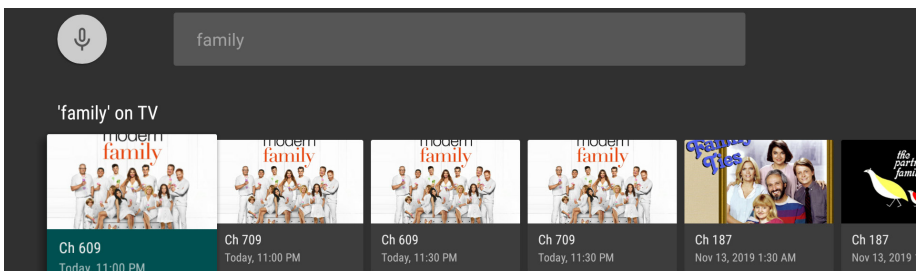 family
'family' on TV
modern
family
modern
family
modern
family
modern
family
Family
Ties
the
partridge
family
Ch 609
Today, 11:00 PM
Ch 709
Today, 11:00 PM
Ch 609
Today, 11:30 PM
Ch 709
Today, 11:30 PM
Ch 187
Nov 13, 2019 1:30 AM
Ch 187
Nov 13, 2019